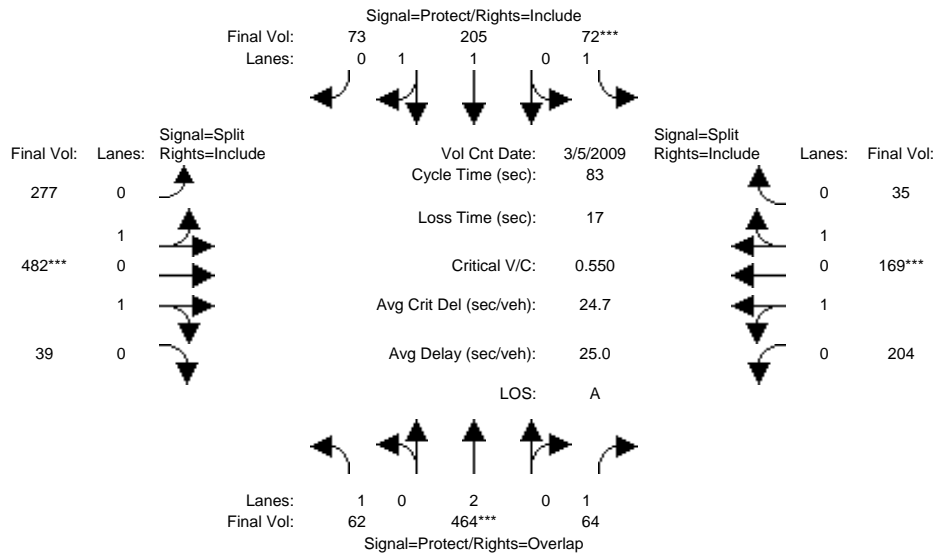 Signal=Protect/Rights=Include
Final Vol: 73 205 72***
Lanes: 0 1 1 0 1
Signal=Split Signal=Split
Final Vol: Lanes: Rights=Include Vol Cnt Date: 3/5/2009 Rights=Include Lanes: Final Vol:
Cycle Time (sec): 83
277 0 0 35
Loss Time (sec): 17
1 1
482*** 0 Critical V/C: 0.550 0 169***
1 Avg Crit Del (sec/veh): 24.7 1
39 0 Avg Delay (sec/veh): 25.0 0 204
LOS: A
Lanes: 1 0 2 0 1
Final Vol: 62 464*** 64
Signal=Protect/Rights=Overlap